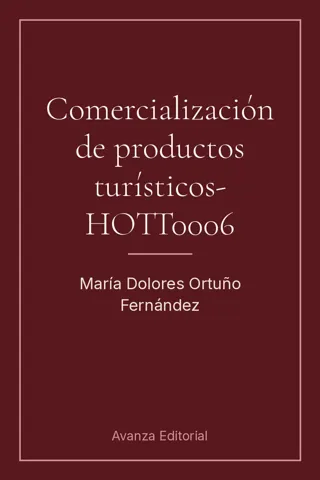 Comercialización
de productos
turísticos-
HOTT0006
María Dolores Ortuño
Fernández
Avanza Editorial